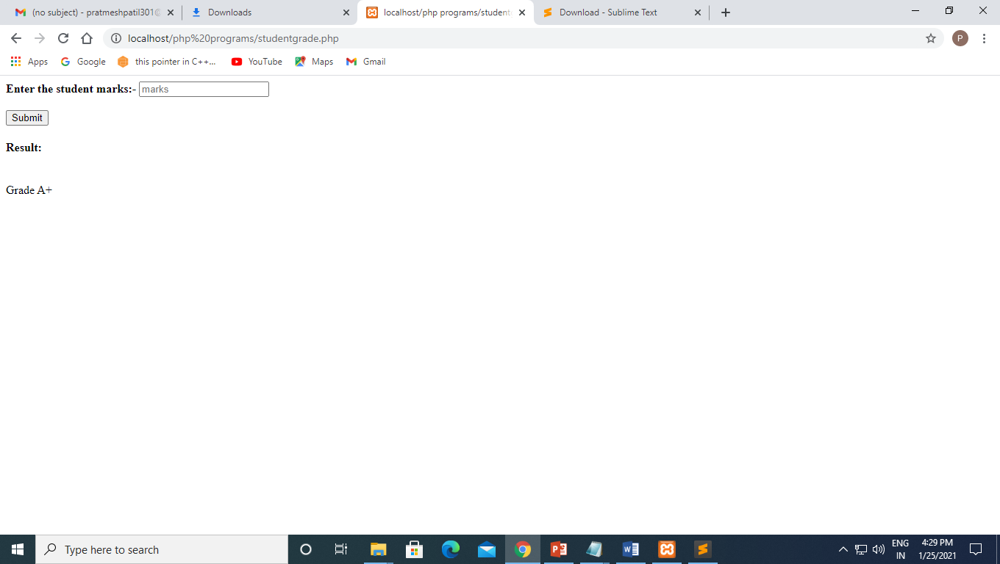 (no subject) - pratmeshpatil301@
Downloads
localhost/php programs/student
Download - Sublime Text
localhost/php%20programs/studentgrade.php
P
Apps
Google
this pointer in C++...
YouTube
Maps
Gmail
Enter the student marks:- marks
Submit
Result:
Grade A+
Type here to search
ENG
IN
4:29 PM
1/25/2021